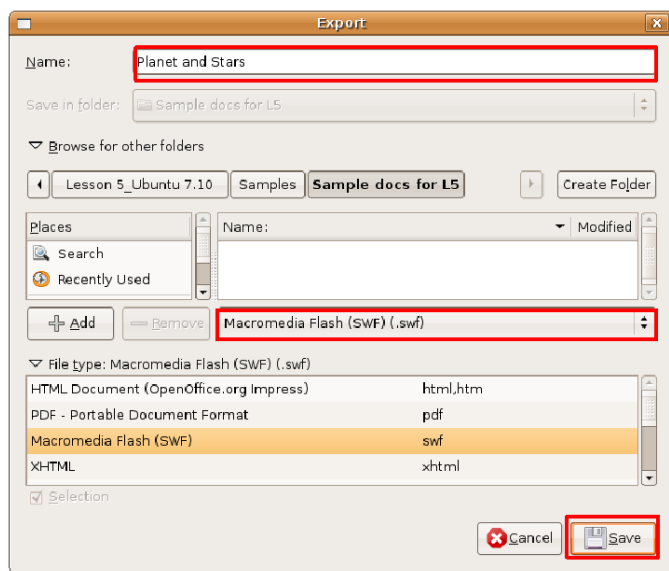 Export
Name: Planet and Stars
Save in folder: Sample docs for L5
Browse for other folders
Lesson 5_Ubuntu 7.10 Samples Sample docs for L5 Create Folder
Places Name: Modified
Search
Recently Used
Add Remove Macromedia Flash (SWF) (.swf)
File type: Macromedia Flash (SWF) (.swf)
HTML Document (OpenOffice.org Impress) html,htm
PDF - Portable Document Format pdf
Macromedia Flash (SWF) swf
XHTML xhtml
Selection
Cancel Save